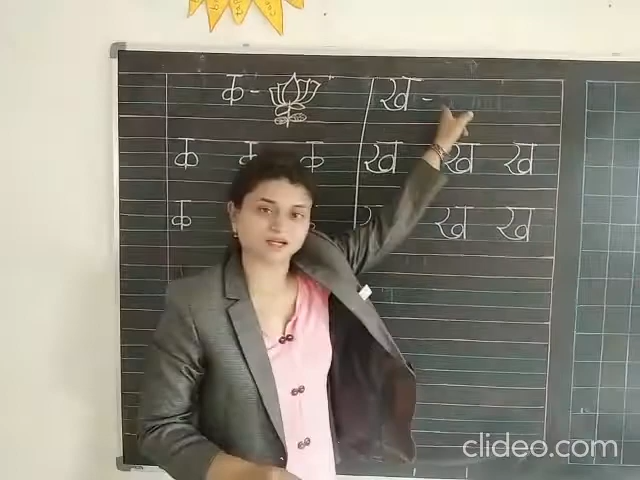 क - ख -
क क क ख ख ख
क ख ख
clideo.com